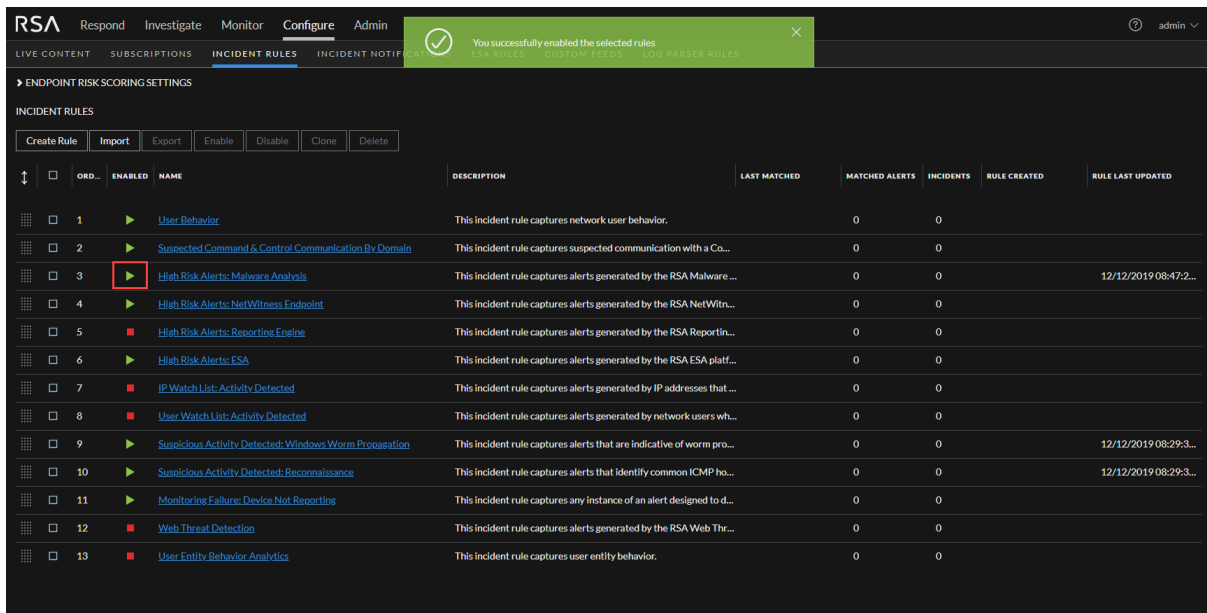 RSA Respond Investigate Monitor Configure Admin admin
You successfully enabled the selected rules
LIVE CONTENT SUBSCRIPTIONS INCIDENT RULES INCIDENT NOTIFICATIONS ESA RULES CUSTOM FEEDS LOG PARSER RULES
ENDPOINT RISK SCORING SETTINGS
INCIDENT RULES
Create Rule Import Export Enable Disable Clone Delete
ORD... ENABLED NAME DESCRIPTION LAST MATCHED MATCHED ALERTS INCIDENTS RULE CREATED RULE LAST UPDATED
1 User Behavior This incident rule captures network user behavior. 0 0
2 Suspected Command & Control Communication By Domain This incident rule captures suspected communication with a Co... 0 0
3 High Risk Alerts: Malware Analysis This incident rule captures alerts generated by the RSA Malware ... 0 0 12/12/2019 08:47:2...
4 High Risk Alerts: NetWitness Endpoint This incident rule captures alerts generated by the RSA NetWitn... 0 0
5 High Risk Alerts: Reporting Engine This incident rule captures alerts generated by the RSA Reportin... 0 0
6 High Risk Alerts: ESA This incident rule captures alerts generated by the RSA ESA platf... 0 0
7 IP Watch List: Activity Detected This incident rule captures alerts generated by IP addresses that ... 0 0
8 User Watch List: Activity Detected This incident rule captures alerts generated by network users wh... 0 0
9 Suspicious Activity Detected: Windows Worm Propagation This incident rule captures alerts that are indicative of worm pro... 0 0 12/12/2019 08:29:3...
10 Suspicious Activity Detected: Reconnaissance This incident rule captures alerts that identify common ICMP ho... 0 0 12/12/2019 08:29:3...
11 Monitoring Failure: Device Not Reporting This incident rule captures any instance of an alert designed to d... 0 0
12 Web Threat Detection This incident rule captures alerts generated by the RSA Web Thr... 0 0
13 User Entity Behavior Analytics This incident rule captures user entity behavior. 0 0